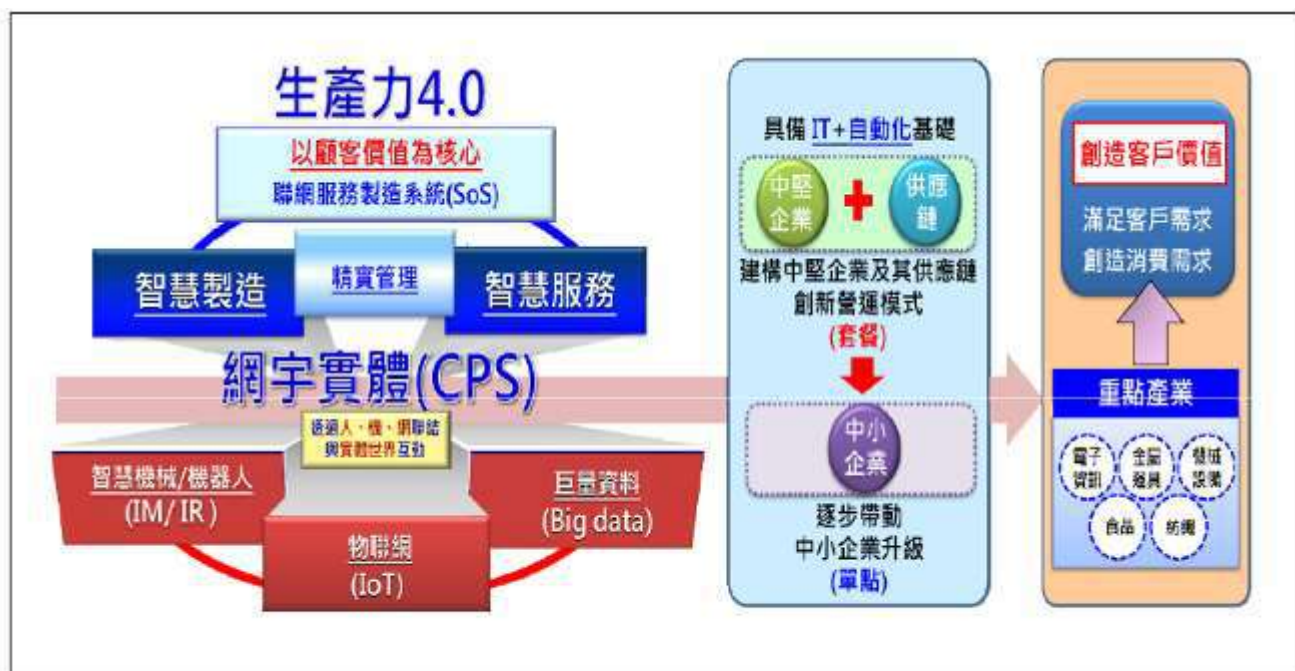 生產力4.0
以顧客價值為核心
聯網服務製造系統(SoS)
智慧製造
精實管理
智慧服務
網宇實體(CPS)
透過人、機、網聯結
與實體世界互動
智慧機械/機器人
(IM/ IR )
物聯網
(IoT)
巨量資料
(Big data)
具備 IT+自動化基礎
中堅
企業
供應
鏈
建構中堅企業及其供應鏈
創新營運模式
(套餐)
中小
企業
逐步帶動
中小企業升級
(單點)
創造客戶價值
滿足客戶需求
創造消費需求
重點產業
電子
資訊
金屬
機械
設備
食品
紡織